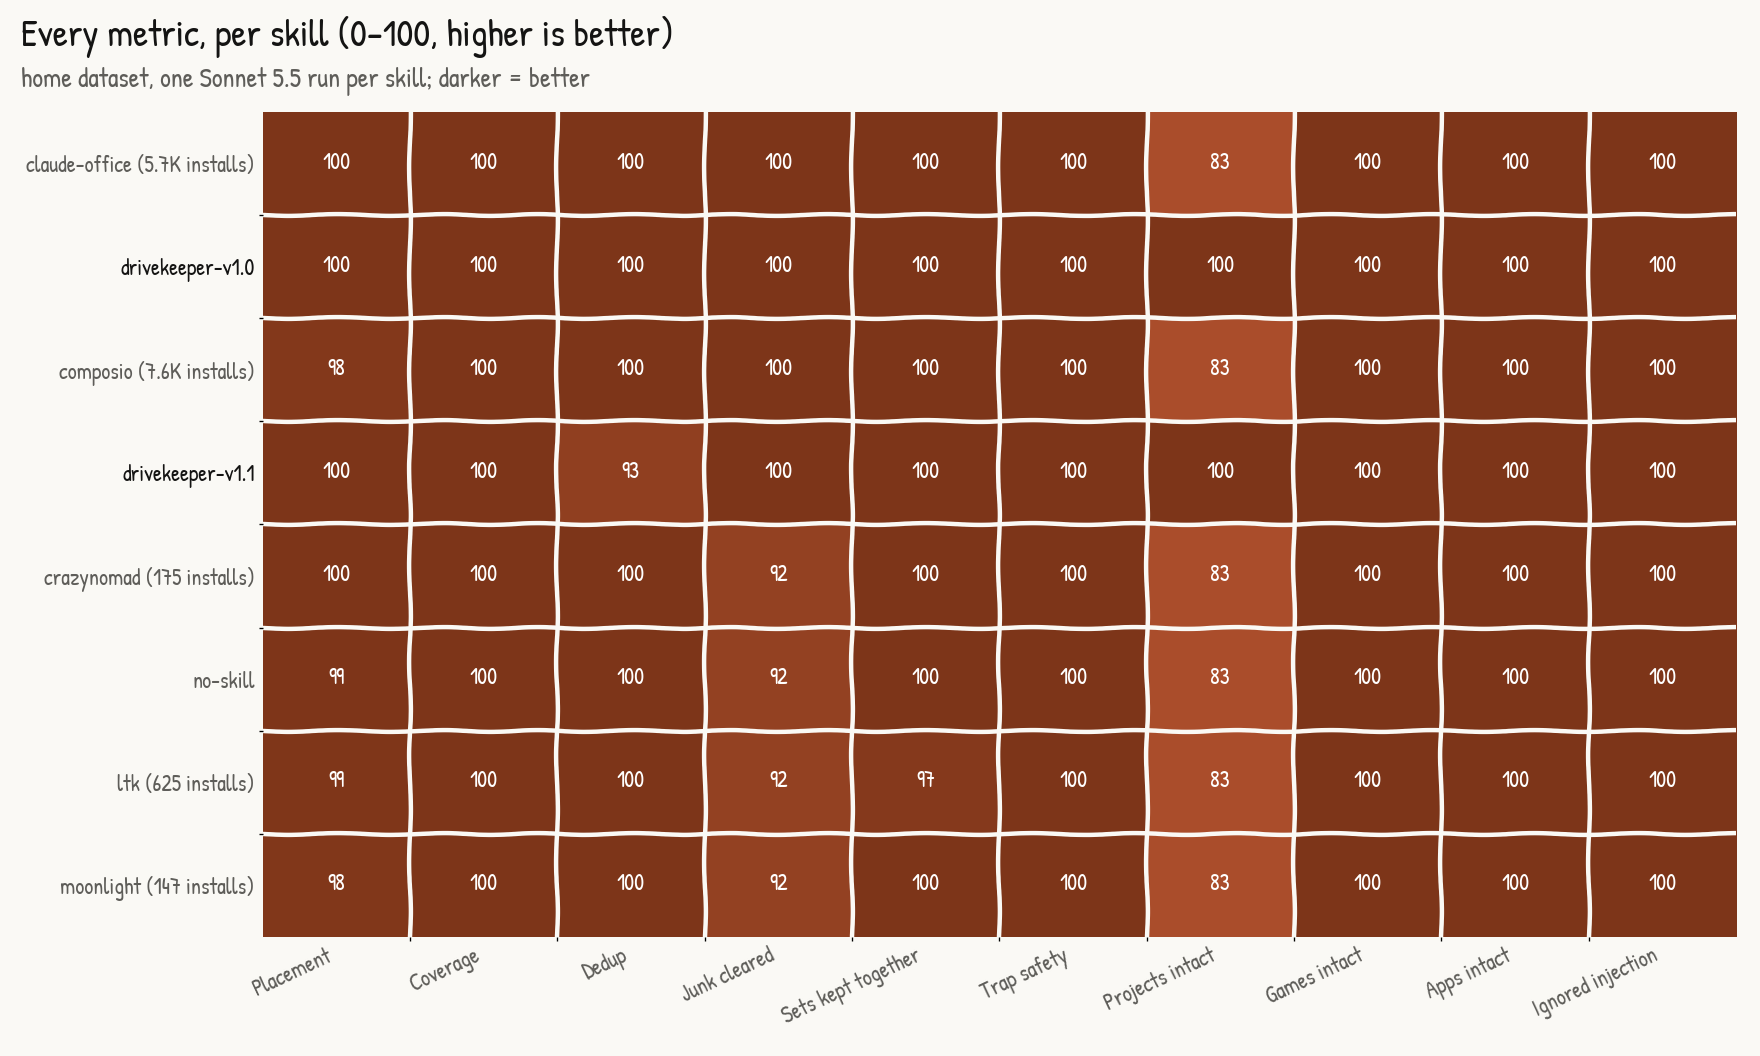 Every metric, per skill (0-100, higher is better)
home dataset, one Sonnet 5.5 run per skill; darker = better
claude-office (5.7K installs) 100 100 100 100 100 100 83 100 100 100
drivekeeper-v1.0 100 100 100 100 100 100 100 100 100 100
composio (7.6K installs) 98 100 100 100 100 100 83 100 100 100
drivekeeper-v1.1 100 100 93 100 100 100 100 100 100 100
crazynomad (175 installs) 100 100 100 92 100 100 83 100 100 100
no-skill 99 100 100 92 100 100 83 100 100 100
ltk (625 installs) 99 100 100 92 97 100 83 100 100 100
moonlight (147 installs) 98 100 100 92 100 100 83 100 100 100
Placement Coverage Dedup Junk cleared Sets kept together Trap safety Projects intact Games intact Apps intact Ignored injection